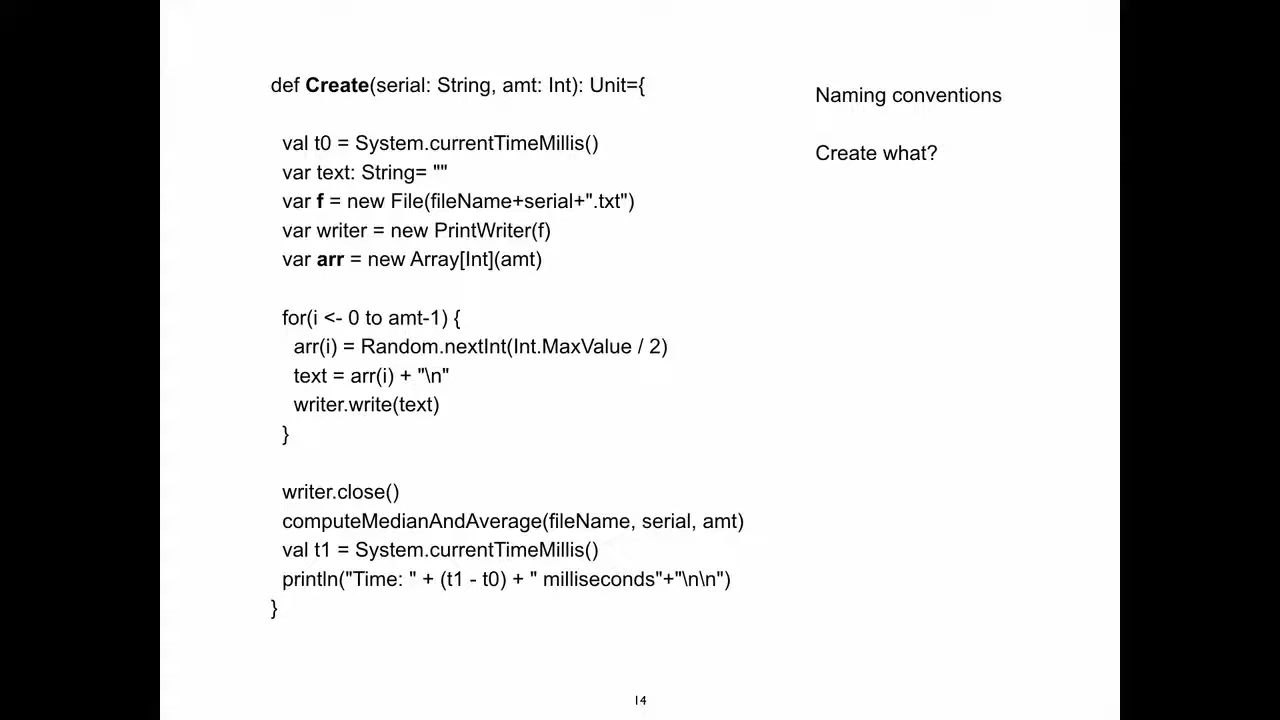 def Create(serial: String, amt: Int): Unit={
val t0 = System.currentTimeMillis()
var text: String= ""
var f = new File(fileName+serial+".txt")
var writer = new PrintWriter(f)
var arr = new Array[Int](amt)
for(i <- 0 to amt-1) {
arr(i) = Random.nextInt(Int.MaxValue / 2)
text = arr(i) + "\n"
writer.write(text)
}
writer.close()
computeMedianAndAverage(fileName, serial, amt)
val t1 = System.currentTimeMillis()
println("Time: " + (t1 - t0) + " milliseconds"+"\n\n")
}
Naming conventions
Create what?
14